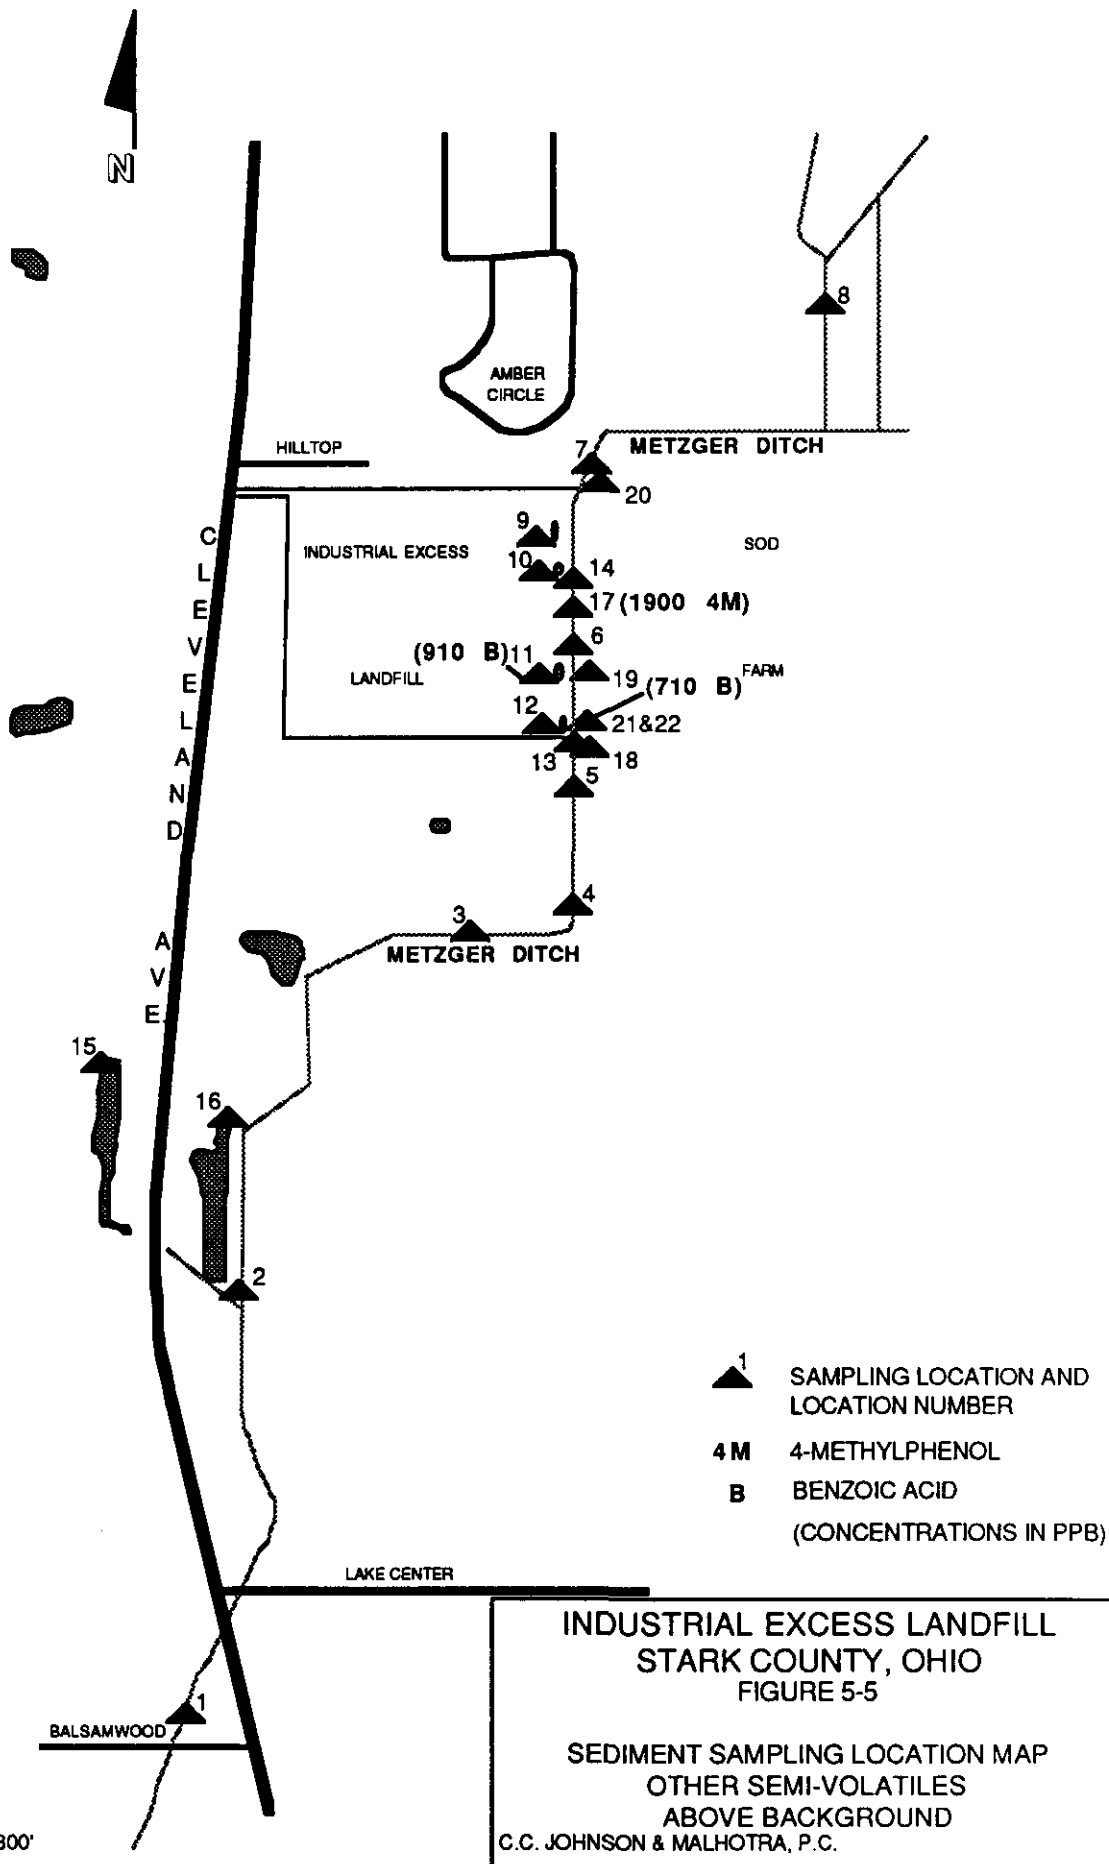 N
8
AMBER
CIRCLE
HILLTOP
METZGER DITCH
7
20
9
INDUSTRIAL EXCESS
SOD
10
14
17 (1900 4M)
6
(910 B) 11
LANDFILL
19
FARM
(710 B)
12
21&22
13
18
5
CLEVELAND AVE.
4
3
METZGER DITCH
15
16
2
1
SAMPLING LOCATION AND
LOCATION NUMBER
4M 4-METHYLPHENOL
B BENZOIC ACID
(CONCENTRATIONS IN PPB)
LAKE CENTER
INDUSTRIAL EXCESS LANDFILL
STARK COUNTY, OHIO
FIGURE 5-5
1
BALSAMWOOD
SEDIMENT SAMPLING LOCATION MAP
OTHER SEMI-VOLATILES
ABOVE BACKGROUND
C.C. JOHNSON & MALHOTRA, P.C.